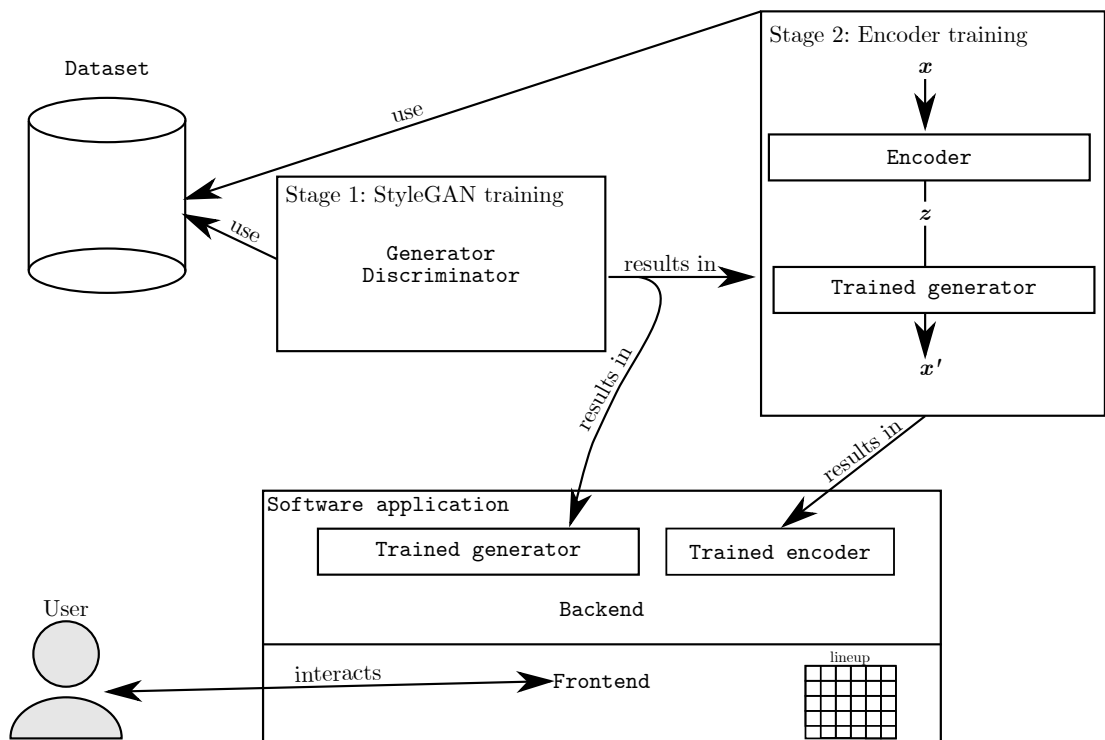 Dataset
use
use
Stage 1: StyleGAN training
Generator
Discriminator
results in
results in
Stage 2: Encoder training
x
Encoder
z
Trained generator
x′
results in
Software application
Trained generator
Trained encoder
Backend
User
interacts
Frontend
lineup